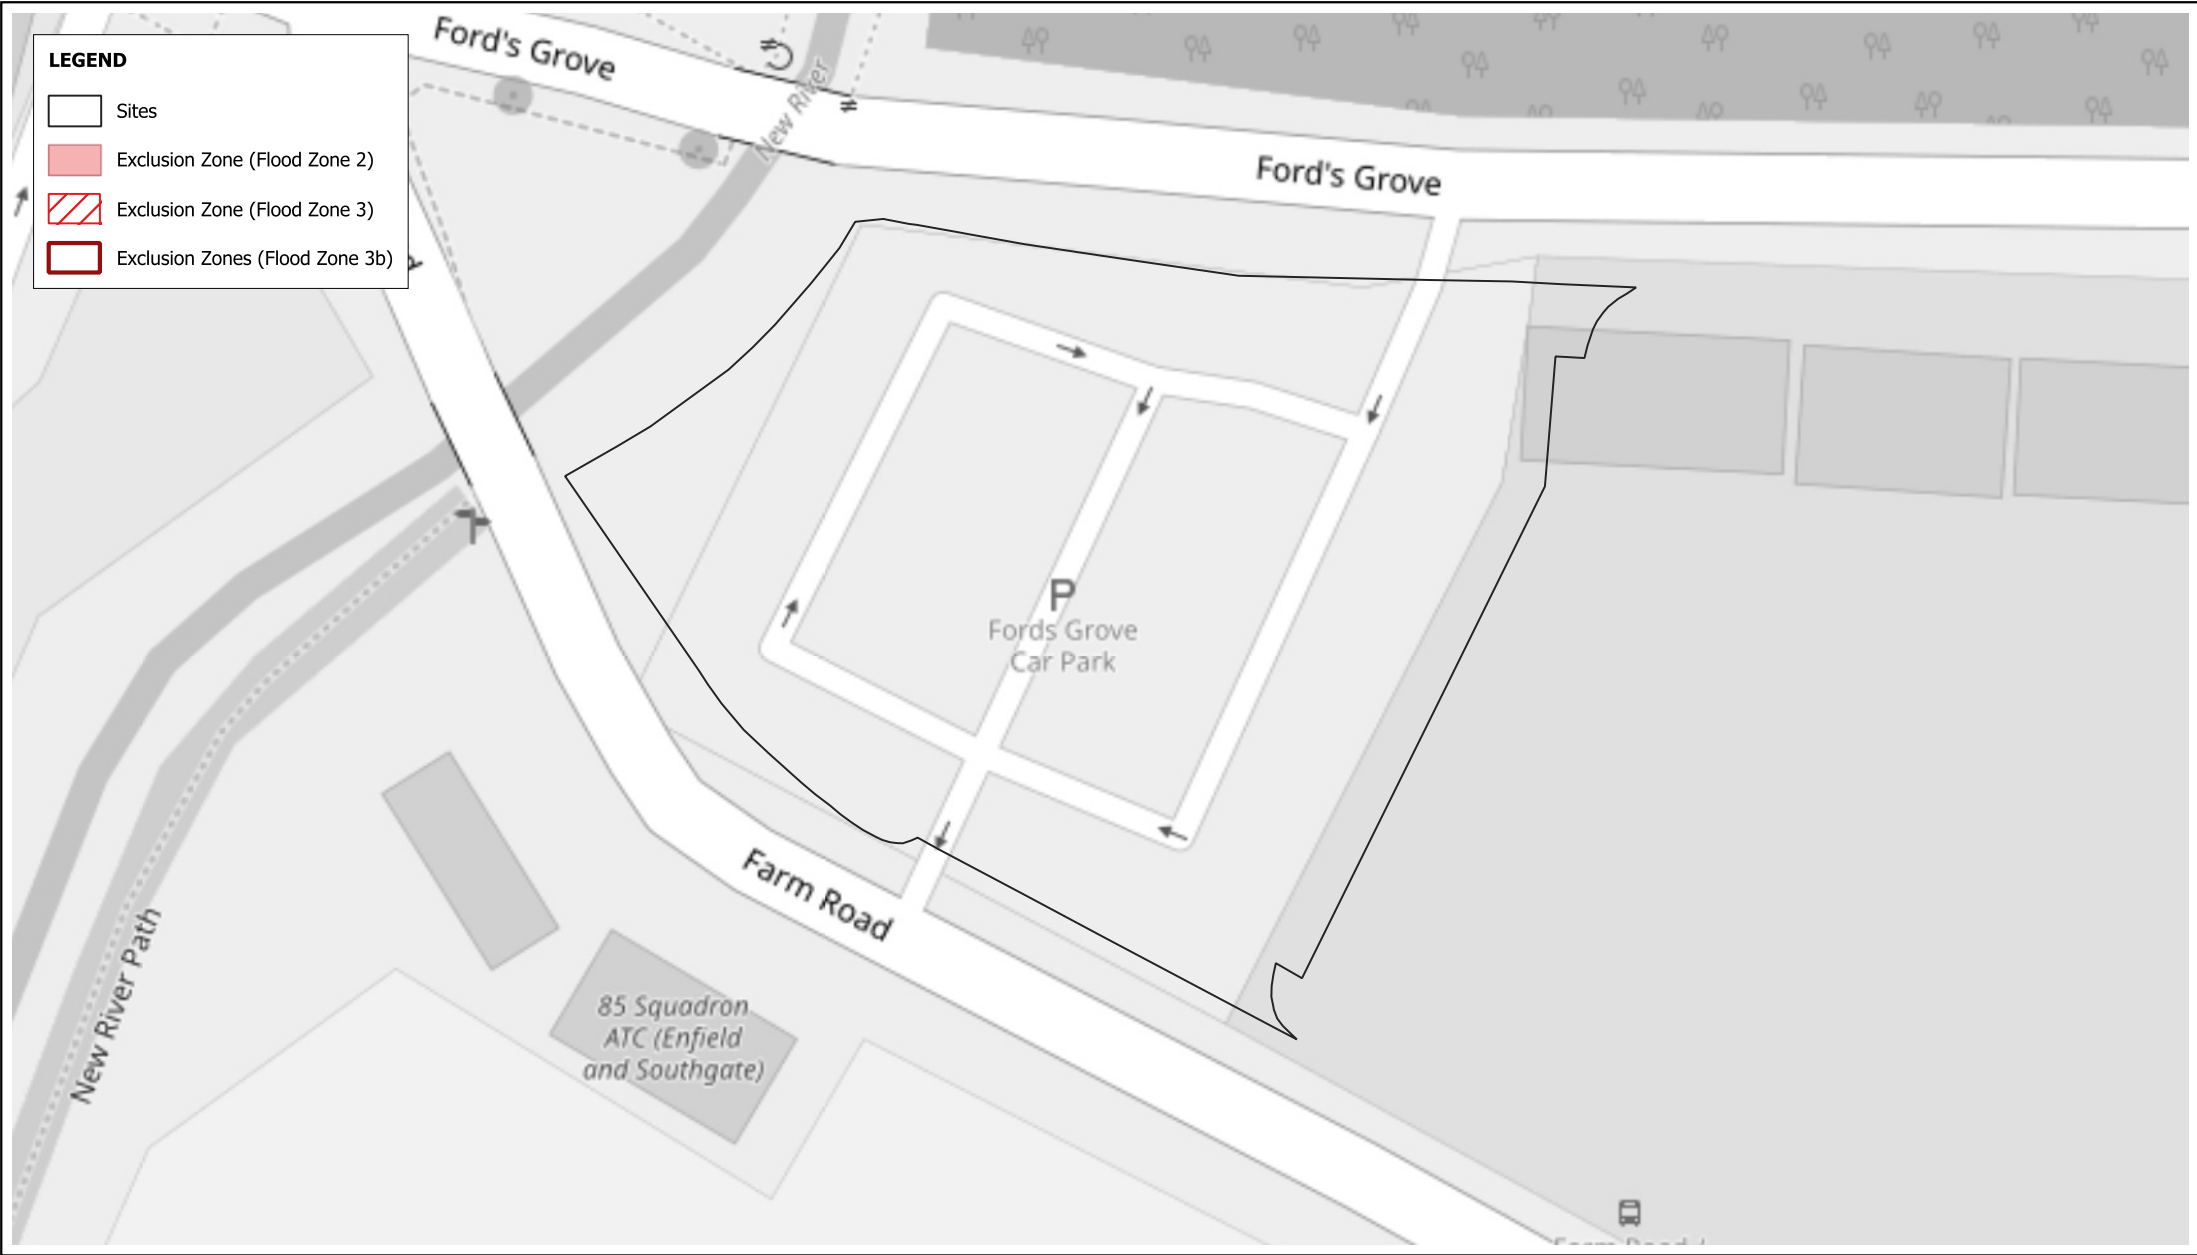 LEGEND
Sites
Exclusion Zone (Flood Zone 2)
Exclusion Zone (Flood Zone 3)
Exclusion Zones (Flood Zone 3b)
Ford's Grove
New River
Ford's Grove
P
Fords Grove
Car Park
Farm Road
New River Path
85 Squadron
ATC (Enfield
and Southgate)